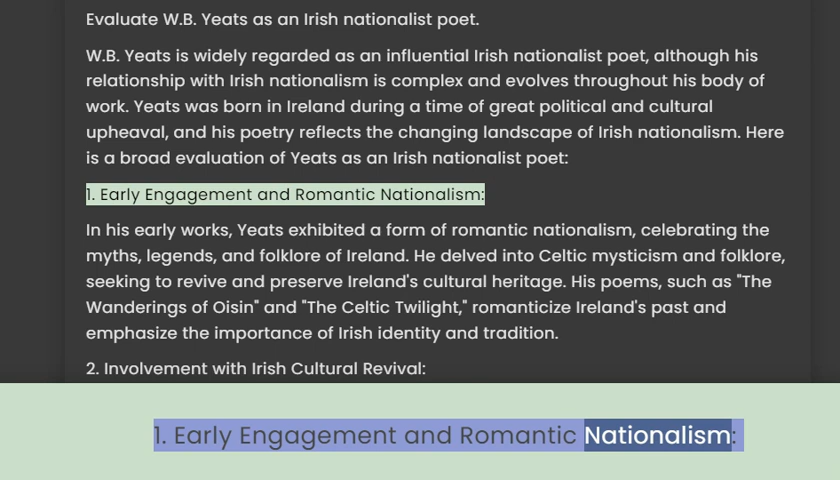 Evaluate W.B. Yeats as an Irish nationalist poet.
W.B. Yeats is widely regarded as an influential Irish nationalist poet, although his
relationship with Irish nationalism is complex and evolves throughout his body of
work. Yeats was born in Ireland during a time of great political and cultural
upheaval, and his poetry reflects the changing landscape of Irish nationalism. Here
is a broad evaluation of Yeats as an Irish nationalist poet:
1. Early Engagement and Romantic Nationalism:
In his early works, Yeats exhibited a form of romantic nationalism, celebrating the
myths, legends, and folklore of Ireland. He delved into Celtic mysticism and folklore,
seeking to revive and preserve Ireland's cultural heritage. His poems, such as "The
Wanderings of Oisin" and "The Celtic Twilight," romanticize Ireland's past and
emphasize the importance of Irish identity and tradition.
2. Involvement with Irish Cultural Revival:
1. Early Engagement and Romantic Nationalism: